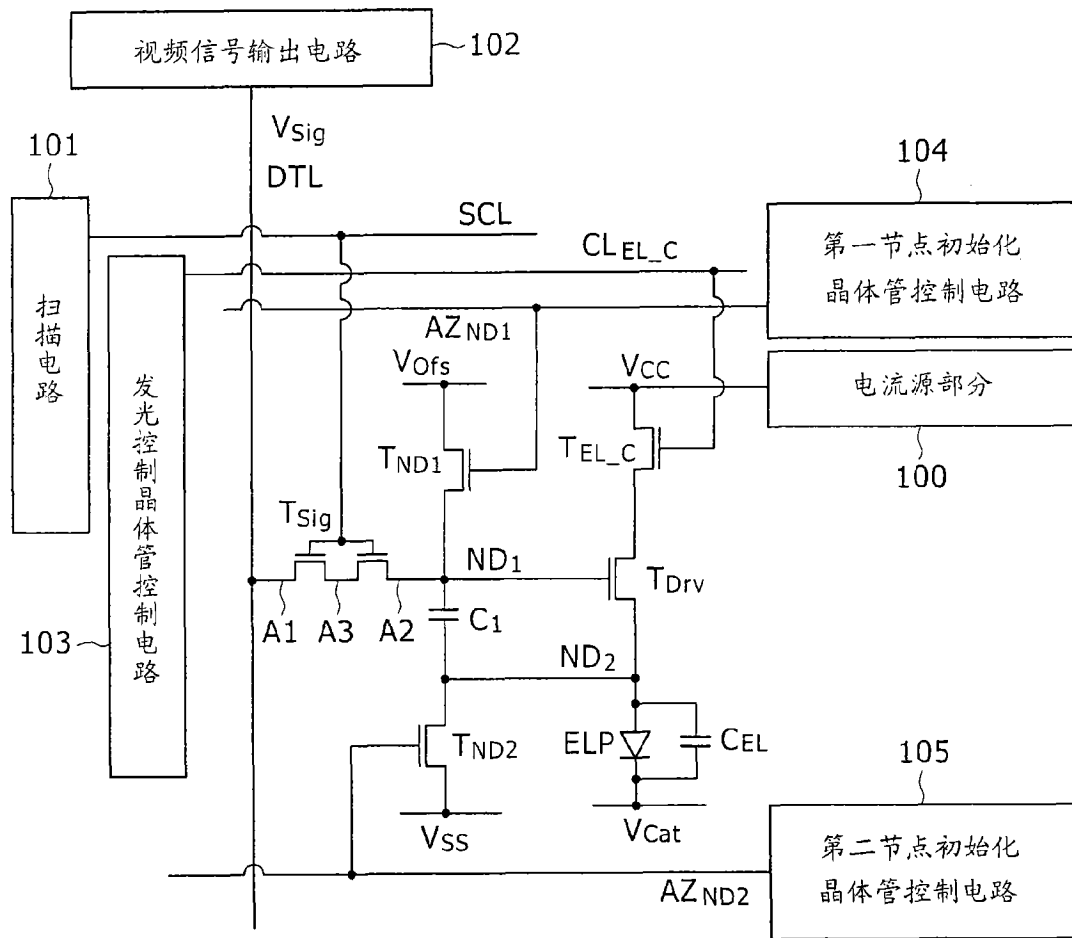 视频信号输出电路
102
VSig
DTL
101
104
SCL
CLEL_C
第一节点初始化
晶体管控制电路
扫描电路
AZND1
VOfs
VCC
电流源部分
发光控制晶体管控制电路
TND1
TEL_C
100
TSig
ND1
TDrv
A1
A3
A2
C1
103
ND2
TND2
ELP
CEL
105
VSS
VCat
第二节点初始化
晶体管控制电路
AZND2